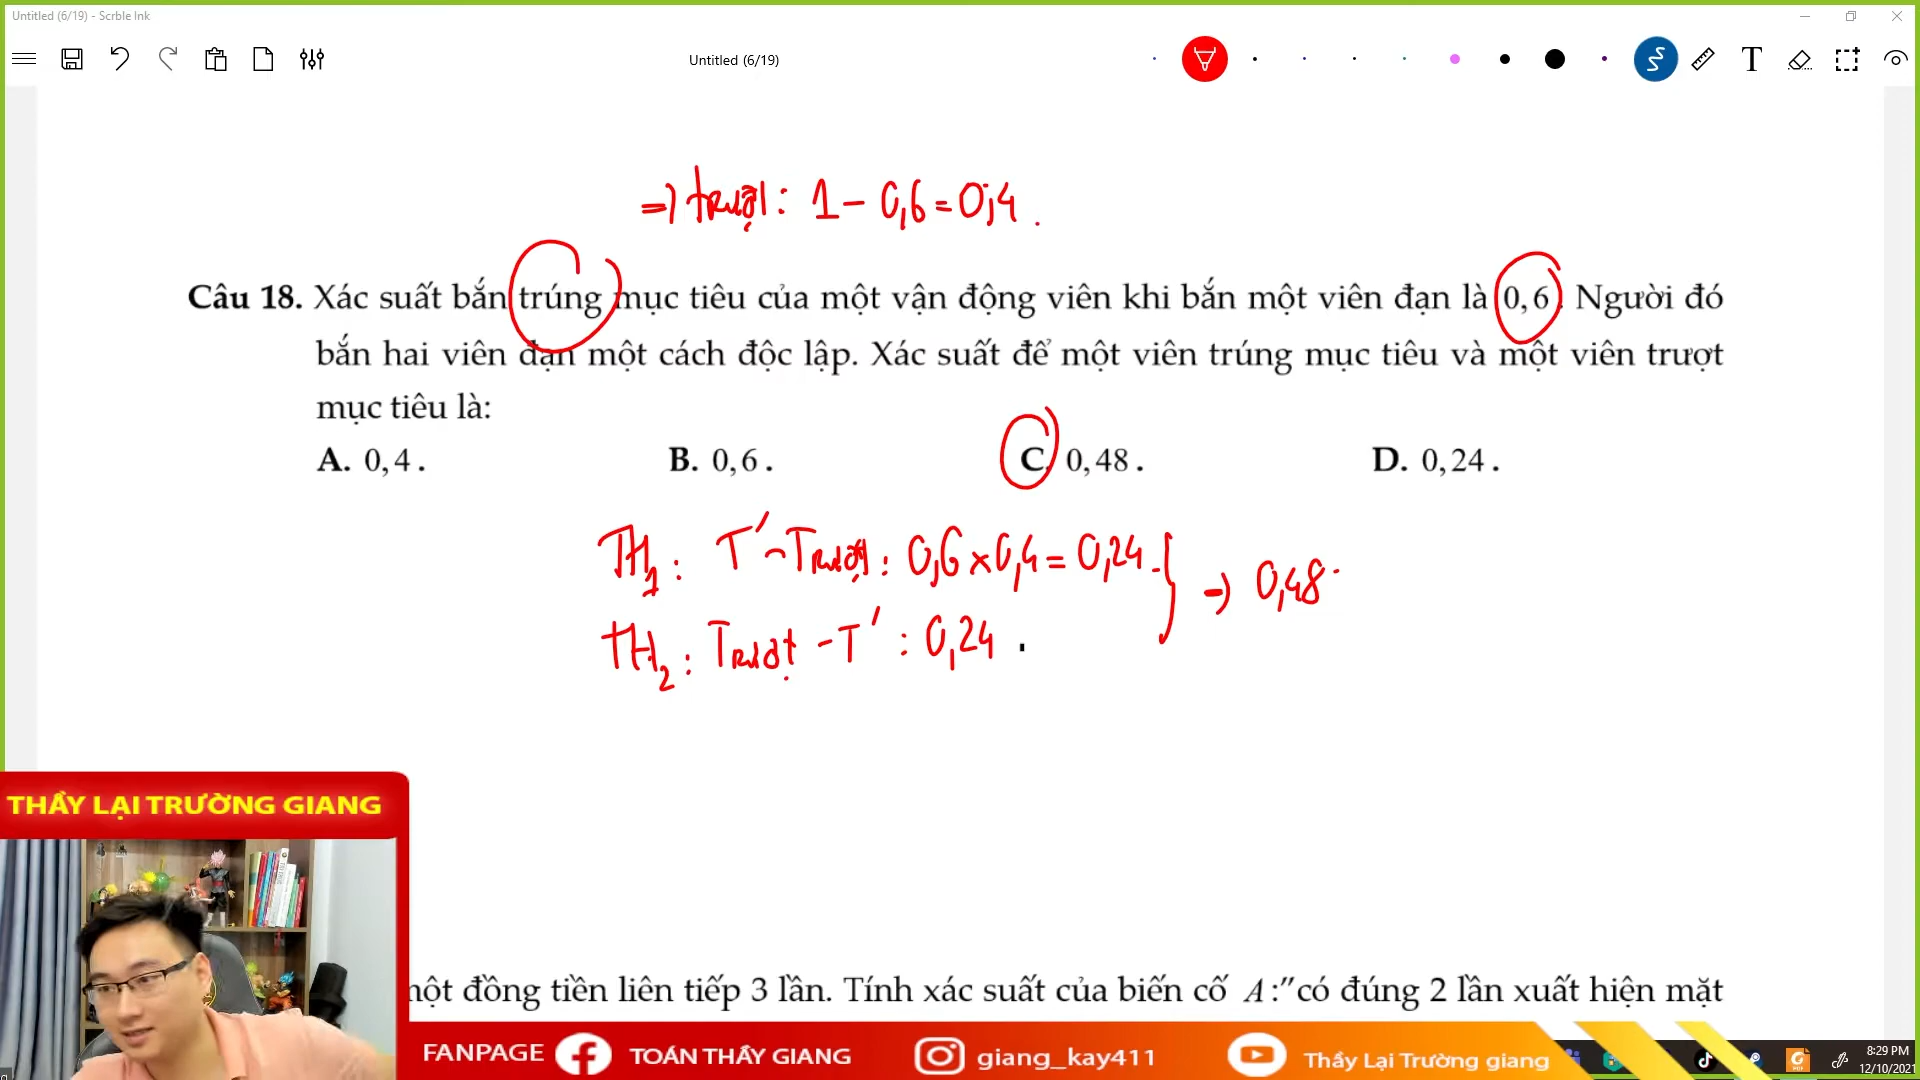 Untitled (6/19) - Scrble Ink
Untitled (6/19)
T
=> trượt: 1 - 0,6 = 0,4.
Câu 18. Xác suất bắn trúng mục tiêu của một vận động viên khi bắn một viên đạn là 0,6. Người đó
bắn hai viên đạn một cách độc lập. Xác suất để một viên trúng mục tiêu và một viên trượt
mục tiêu là:
A. 0,4. B. 0,6. C. 0,48. D. 0,24.
TH1: T' - Trượt: 0,6 x 0,4 = 0,24. } => 0,48.
TH2: Trượt - T': 0,24.
THẦY LẠI TRƯỜNG GIANG
một đồng tiền liên tiếp 3 lần. Tính xác suất của biến cố A:"có đúng 2 lần xuất hiện mặt
FANPAGE TOÁN THẦY GIANG giang_kay411 Thầy Lại Trường giang
8:29 PM
12/10/2021